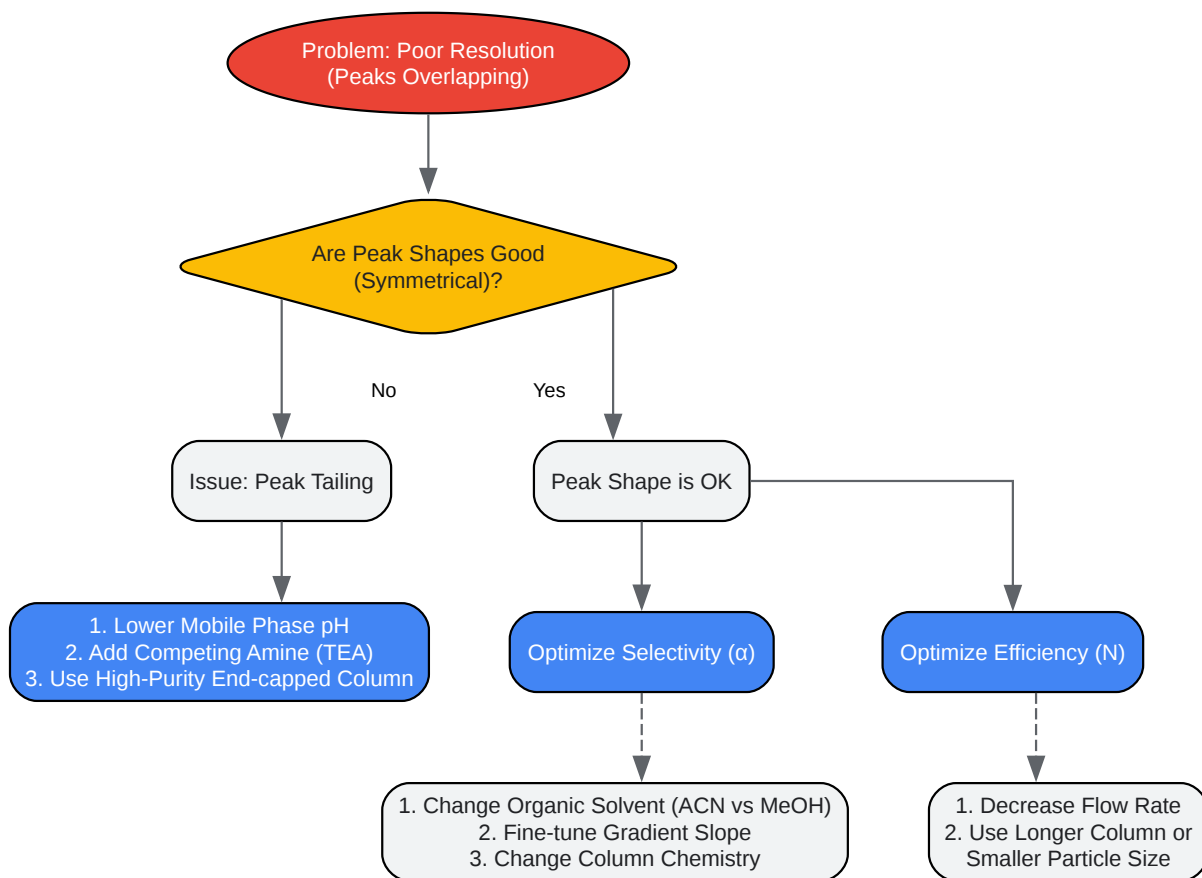 Problem: Poor Resolution
(Peaks Overlapping)
Are Peak Shapes Good
(Symmetrical)?
No
Yes
Issue: Peak Tailing
Peak Shape is OK
1. Lower Mobile Phase pH
2. Add Competing Amine (TEA)
3. Use High-Purity End-capped Column
Optimize Selectivity (α)
Optimize Efficiency (N)
1. Change Organic Solvent (ACN vs MeOH)
2. Fine-tune Gradient Slope
3. Change Column Chemistry
1. Decrease Flow Rate
2. Use Longer Column or
Smaller Particle Size